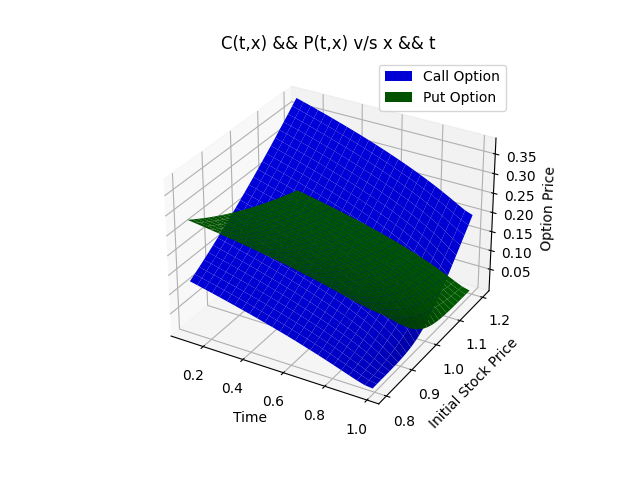 C(t,x) && P(t,x) v/s x && t
Call Option
Put Option
0.35
0.30
0.25
0.20
0.15
0.10
0.05
Option Price
1.2
1.1
1.0
0.9
0.8
Initial Stock Price
0.2
0.4
0.6
0.8
1.0
Time